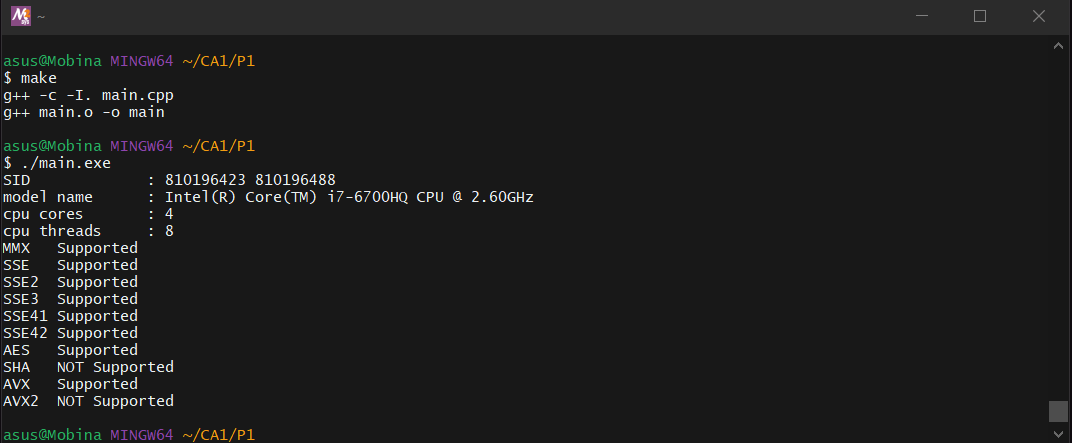 ~
asus@Mobina MINGW64 ~/CA1/P1
$ make
g++ -c -I. main.cpp
g++ main.o -o main
asus@Mobina MINGW64 ~/CA1/P1
$ ./main.exe
SID : 810196423 810196488
model name : Intel(R) Core(TM) i7-6700HQ CPU @ 2.60GHz
cpu cores : 4
cpu threads : 8
MMX Supported
SSE Supported
SSE2 Supported
SSE3 Supported
SSE41 Supported
SSE42 Supported
AES Supported
SHA NOT Supported
AVX Supported
AVX2 NOT Supported
asus@Mobina MINGW64 ~/CA1/P1